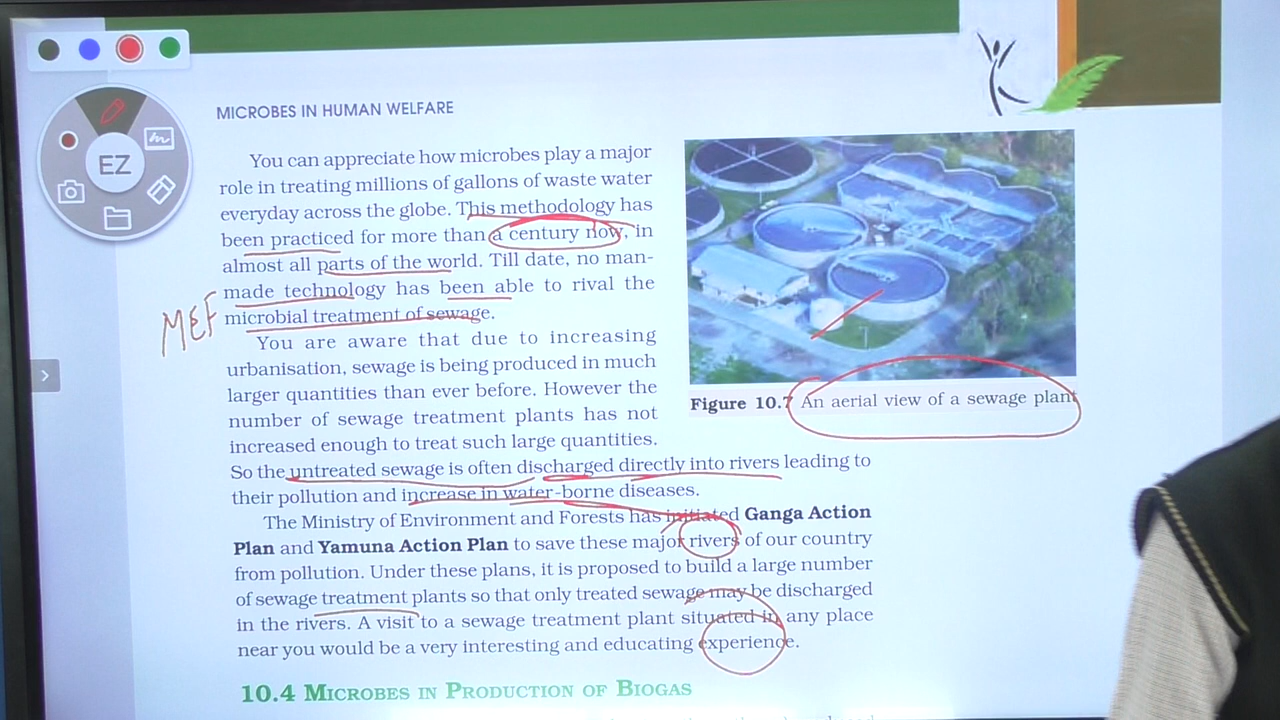 MICROBES IN HUMAN WELFARE
EZ
You can appreciate how microbes play a major
role in treating millions of gallons of waste water
everyday across the globe. This methodology has
been practiced for more than a century now, in
almost all parts of the world. Till date, no man-
made technology has been able to rival the
microbial treatment of sewage.
MEF
You are aware that due to increasing
urbanisation, sewage is being produced in much
larger quantities than ever before. However the
number of sewage treatment plants has not
increased enough to treat such large quantities.
So the untreated sewage is often discharged directly into rivers leading to
their pollution and increase in water-borne diseases.
Figure 10.7 An aerial view of a sewage plant
The Ministry of Environment and Forests has initiated Ganga Action
Plan and Yamuna Action Plan to save these major rivers of our country
from pollution. Under these plans, it is proposed to build a large number
of sewage treatment plants so that only treated sewage may be discharged
in the rivers. A visit to a sewage treatment plant situated in any place
near you would be a very interesting and educating experience.
10.4 MICROBES IN PRODUCTION OF BIOGAS